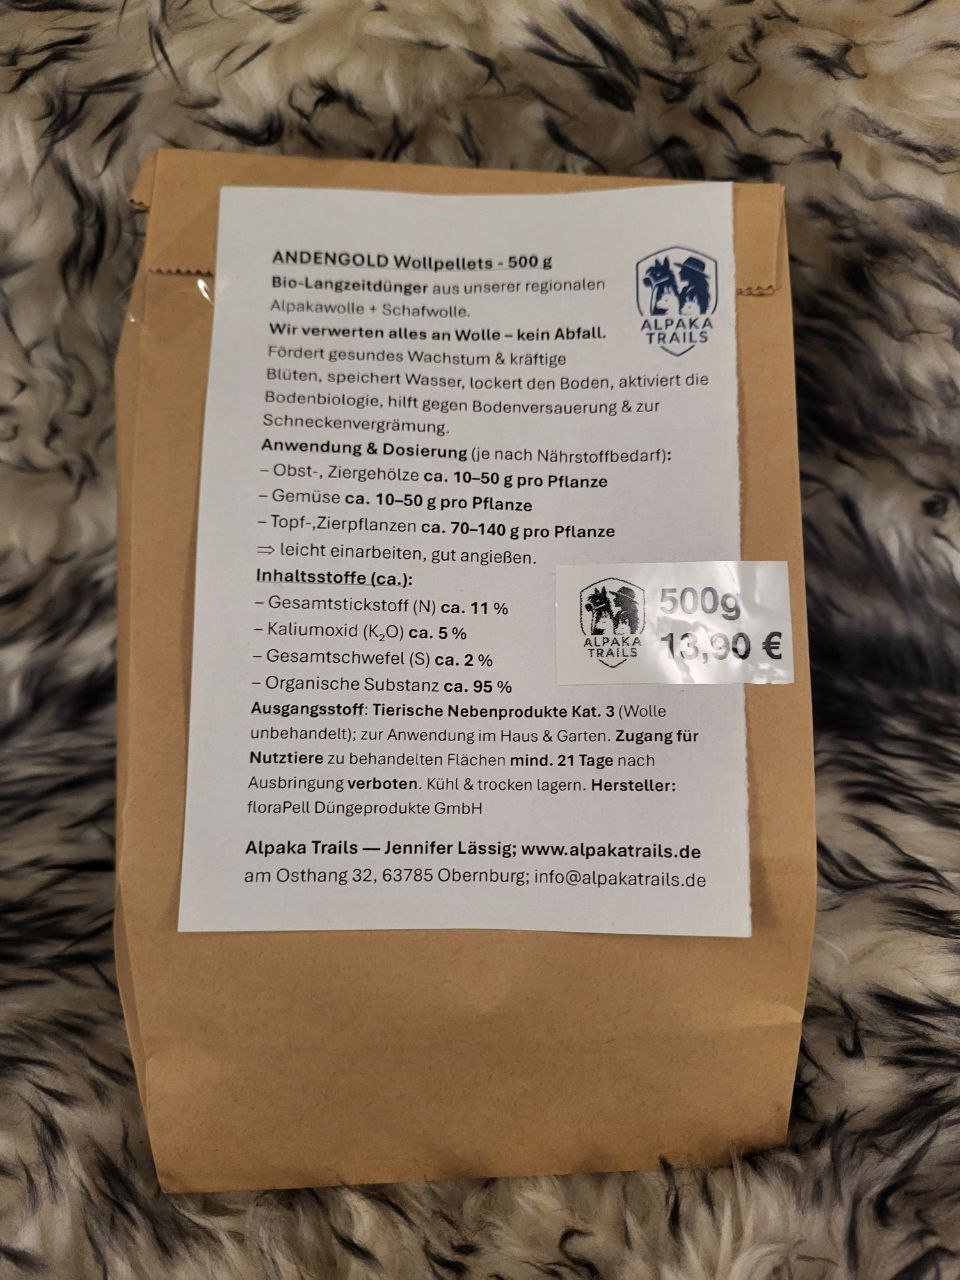 ANDENGOLD Wollpellets - 500 g
Bio-Langzeitdünger aus unserer regionalen
Alpakawolle + Schafwolle.
Wir verwerten alles an Wolle – kein Abfall.
Fördert gesundes Wachstum & kräftige
Blüten, speichert Wasser, lockert den Boden, aktiviert die
Bodenbiologie, hilft gegen Bodenversauerung & zur
Schneckenvergrämung.
ALPAKA
TRAILS
Anwendung & Dosierung (je nach Nährstoffbedarf):
– Obst-, Ziergehölze ca. 10–50 g pro Pflanze
– Gemüse ca. 10–50 g pro Pflanze
– Topf-,Zierpflanzen ca. 70–140 g pro Pflanze
⇒ leicht einarbeiten, gut angießen.
Inhaltsstoffe (ca.):
– Gesamtstickstoff (N) ca. 11 %
– Kaliumoxid (K₂O) ca. 5 %
– Gesamtschwefel (S) ca. 2 %
– Organische Substanz ca. 95 %
ALPAKA
TRAILS
500g
13,90 €
Ausgangsstoff: Tierische Nebenprodukte Kat. 3 (Wolle
unbehandelt); zur Anwendung im Haus & Garten. Zugang für
Nutztiere zu behandelten Flächen mind. 21 Tage nach
Ausbringung verboten. Kühl & trocken lagern. Hersteller:
floraPell Düngeprodukte GmbH
Alpaka Trails — Jennifer Lässig; www.alpakatrails.de
am Osthang 32, 63785 Obernburg; info@alpakatrails.de